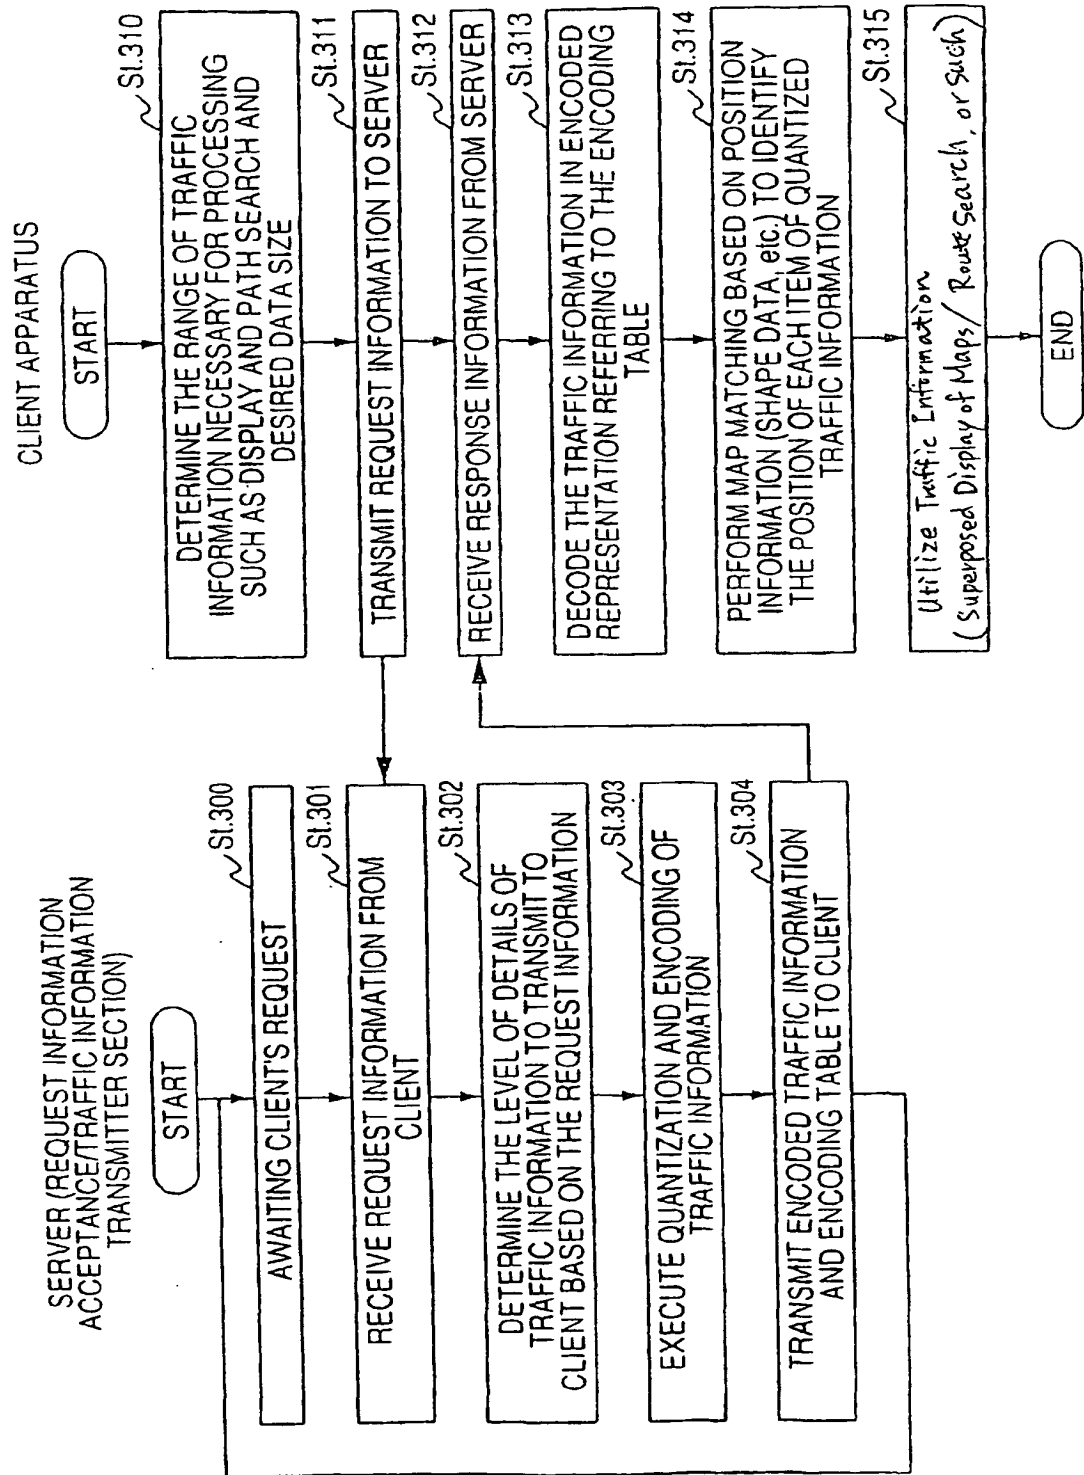 SERVER (REQUEST INFORMATION
ACCEPTANCE/TRAFFIC INFORMATION
TRANSMITTER SECTION)
START
St.300
AWAITING CLIENT'S REQUEST
St.301
RECEIVE REQUEST INFORMATION FROM
CLIENT
St.302
DETERMINE THE LEVEL OF DETAILS OF
TRAFFIC INFORMATION TO TRANSMIT TO
CLIENT BASED ON THE REQUEST INFORMATION
St.303
EXECUTE QUANTIZATION AND ENCODING OF
TRAFFIC INFORMATION
St.304
TRANSMIT ENCODED TRAFFIC INFORMATION
AND ENCODING TABLE TO CLIENT
CLIENT APPARATUS
START
St.310
DETERMINE THE RANGE OF TRAFFIC
INFORMATION NECESSARY FOR PROCESSING
SUCH AS DISPLAY AND PATH SEARCH AND
DESIRED DATA SIZE
St.311
TRANSMIT REQUEST INFORMATION TO SERVER
St.312
RECEIVE RESPONSE INFORMATION FROM SERVER
St.313
DECODE THE TRAFFIC INFORMATION IN ENCODED
REPRESENTATION REFERRING TO THE ENCODING
TABLE
St.314
PERFORM MAP MATCHING BASED ON POSITION
INFORMATION (SHAPE DATA, etc.) TO IDENTIFY
THE POSITION OF EACH ITEM OF QUANTIZED
TRAFFIC INFORMATION
St.315
Utilize Traffic Information
(Superposed Display of Maps/ Route Search, or Such)
END